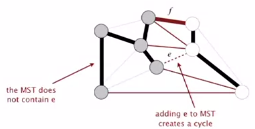 f
e
the MST does
not contain e
adding e to MST
creates a cycle